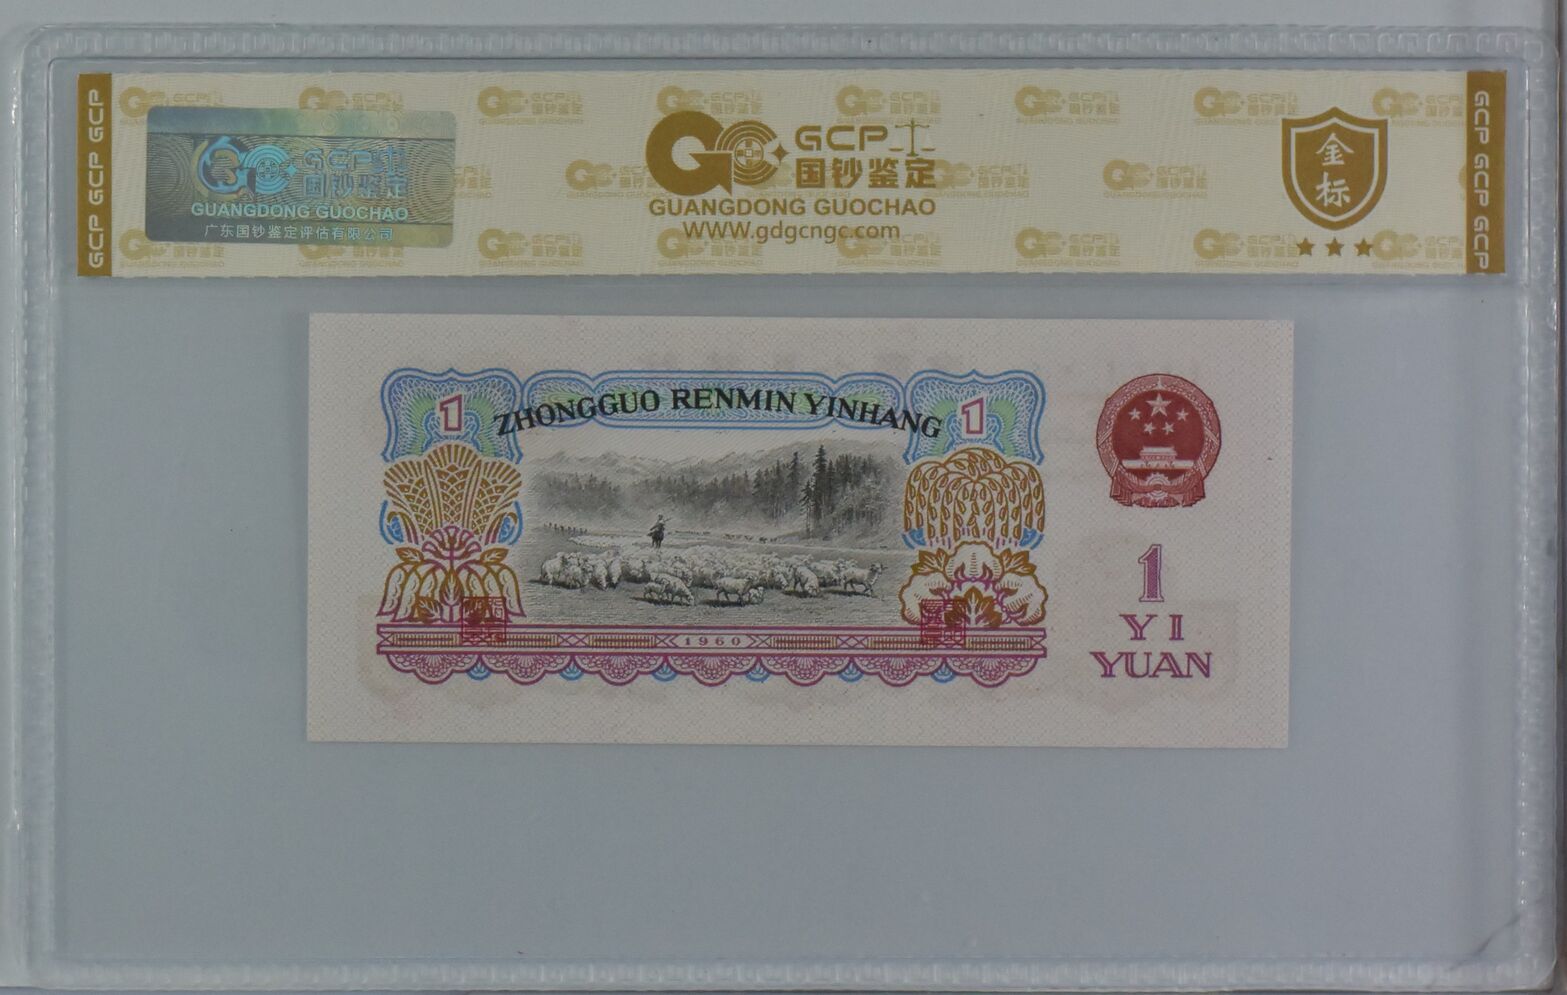 GCP GCP GCP
GCP 国钞鉴定
GUANGDONG GUOCHAO
广东国钞鉴定评估有限公司
GCP
国钞鉴定
GUANGDONG GUOCHAO
WWW.gdgcngc.com
金标
GCP GCP GCP
ZHONGGUO RENMIN YINHANG
1
1
1960
1
YI
YUAN